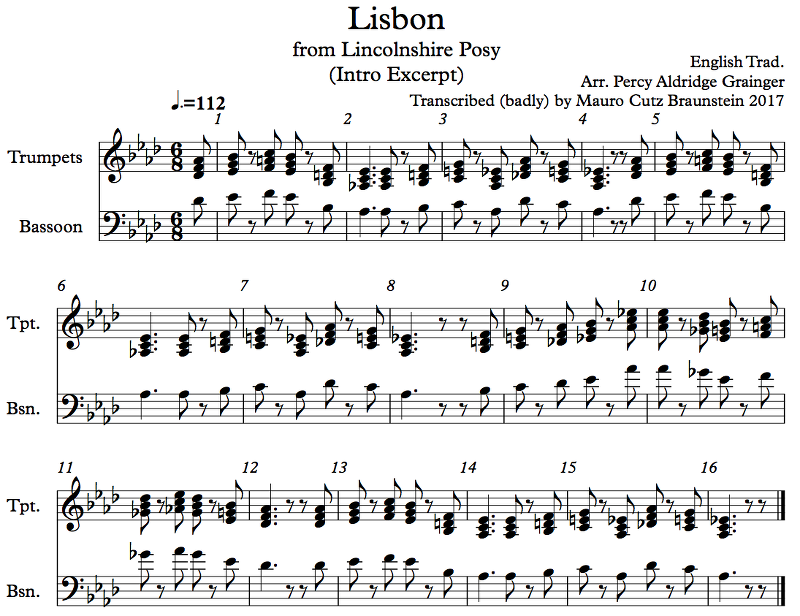 Lisbon
from Lincolnshire Posy
(Intro Excerpt)
English Trad.
Arr. Percy Aldridge Grainger
Transcribed (badly) by Mauro Cutz Braunstein 2017
♩.=112
1 2 3 4 5
Trumpets 6 8
Bassoon 6 8
6 7 8 9 10
Tpt.
Bsn.
11 12 13 14 15 16
Tpt.
Bsn.